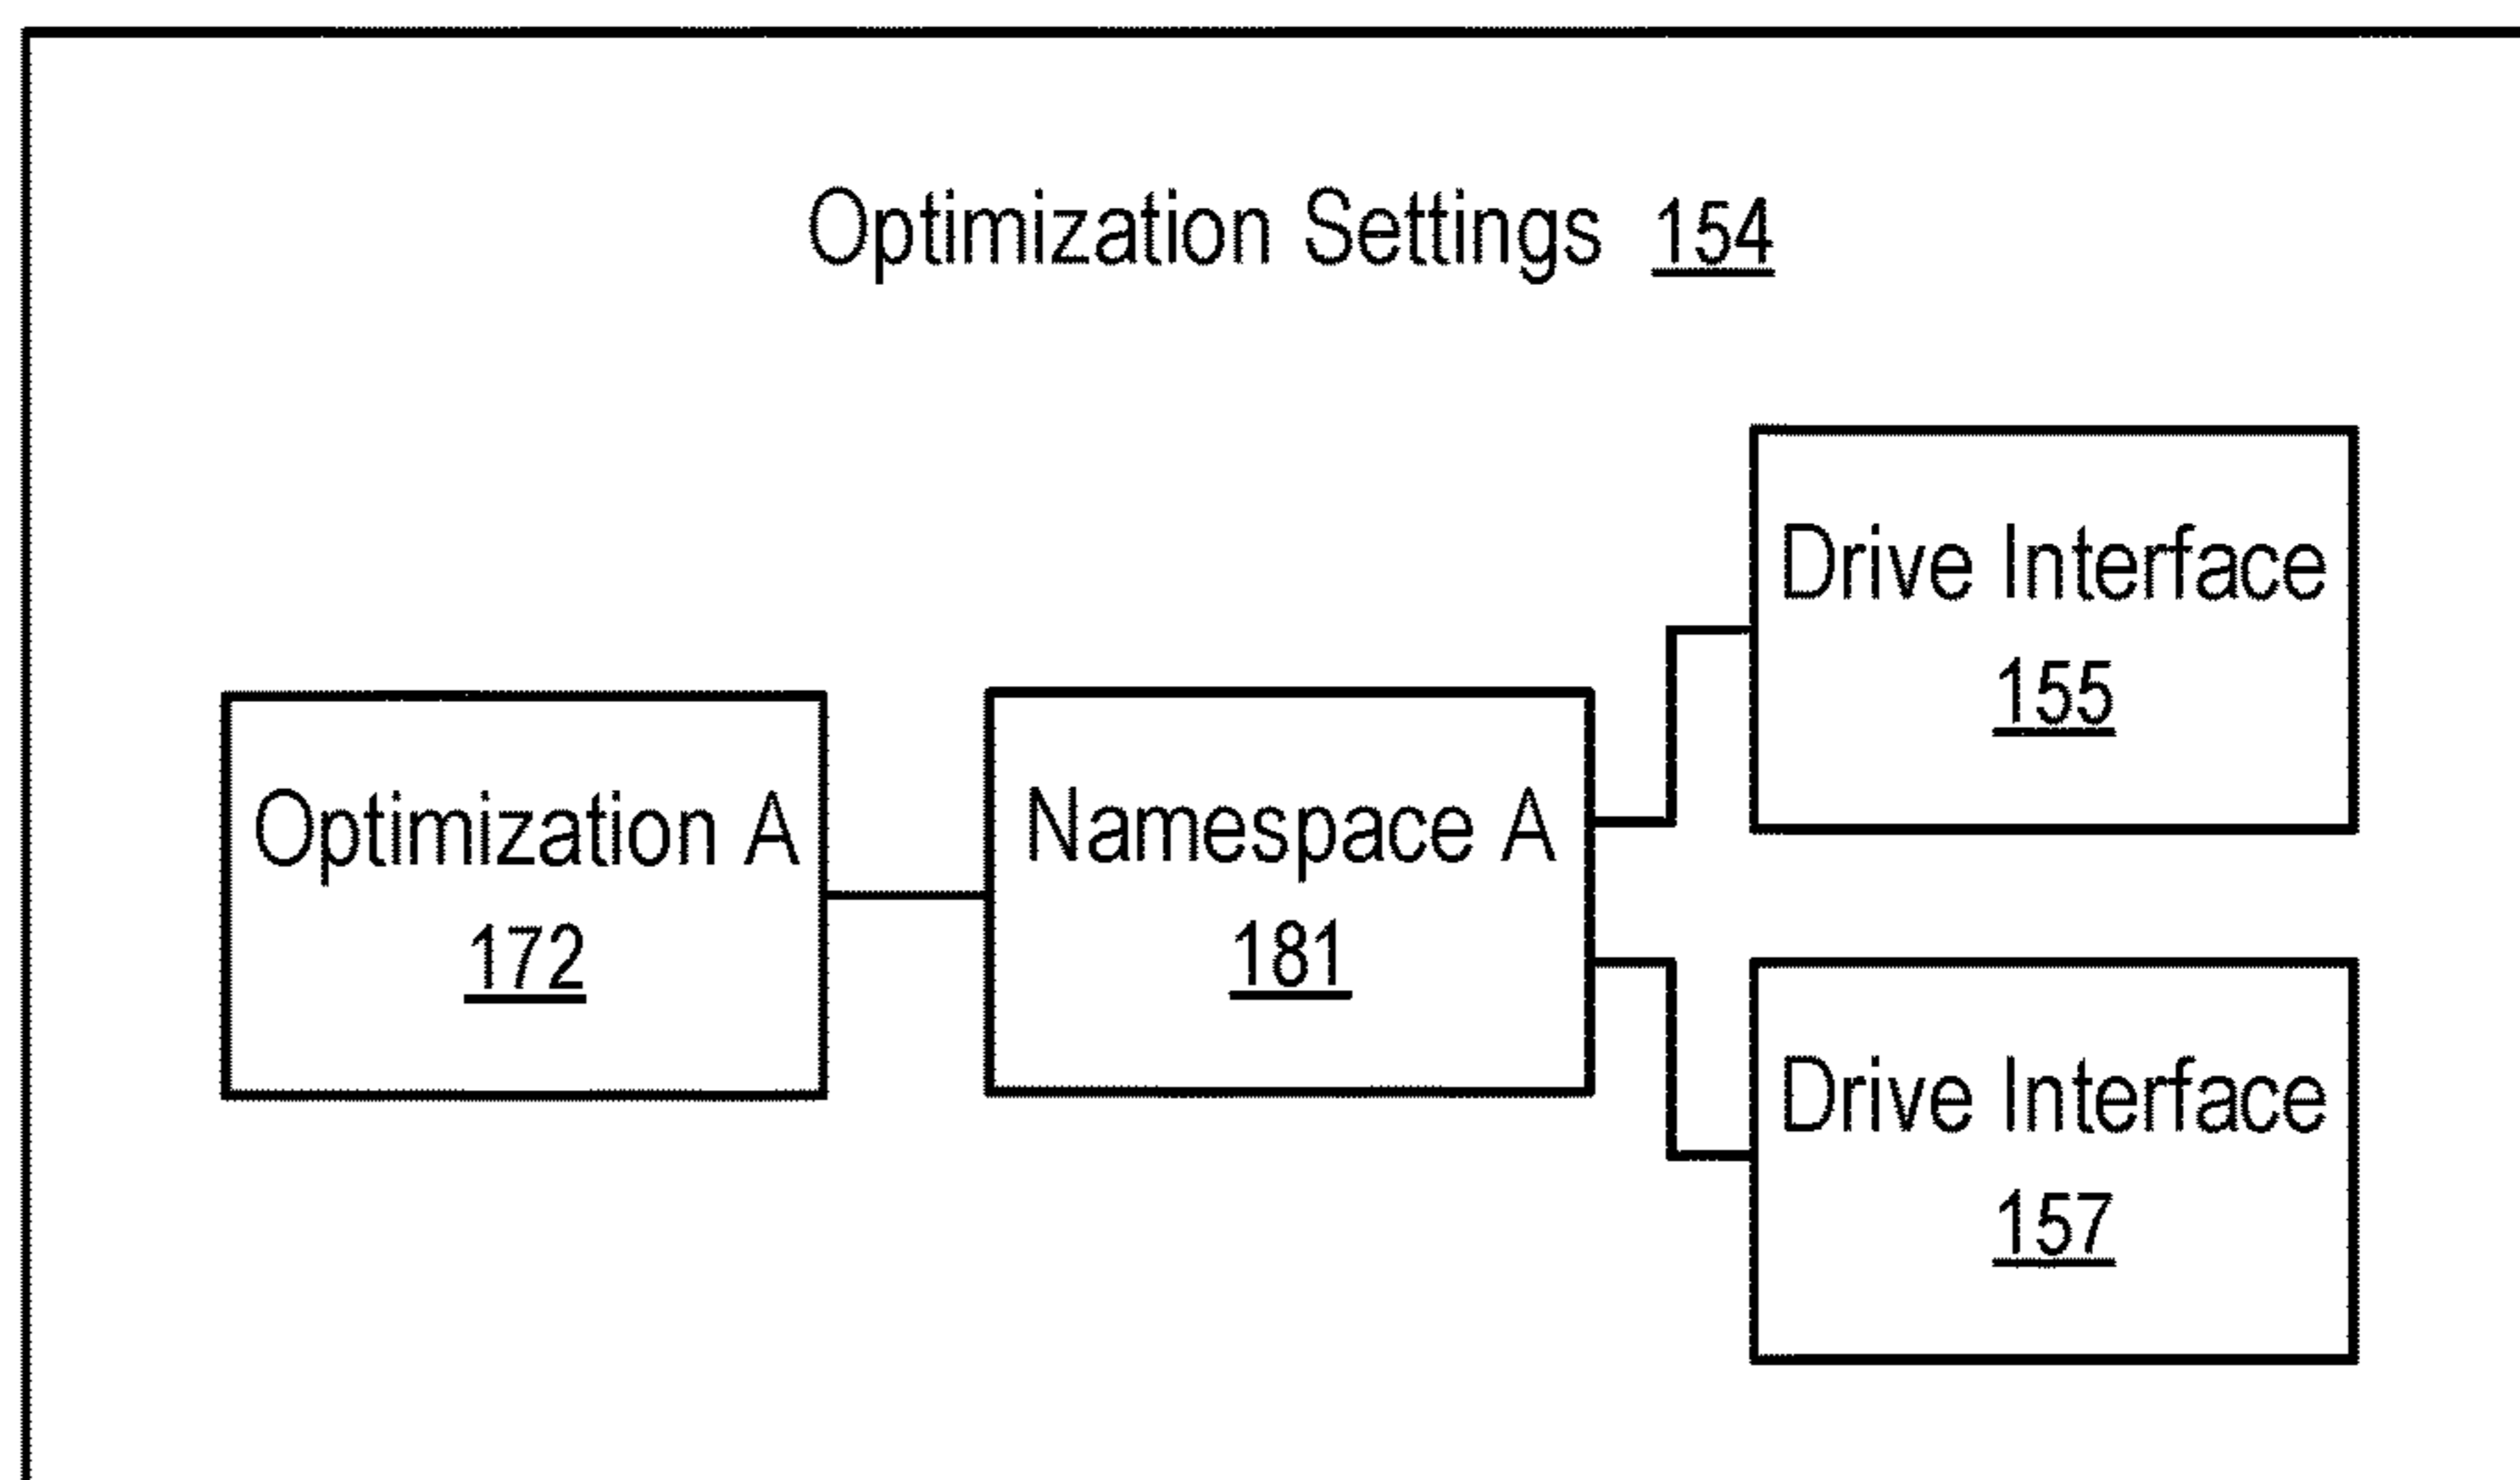 Optimization Settings 154
Drive Interface
155
Optimization A
172
Namespace A
181
Drive Interface
157